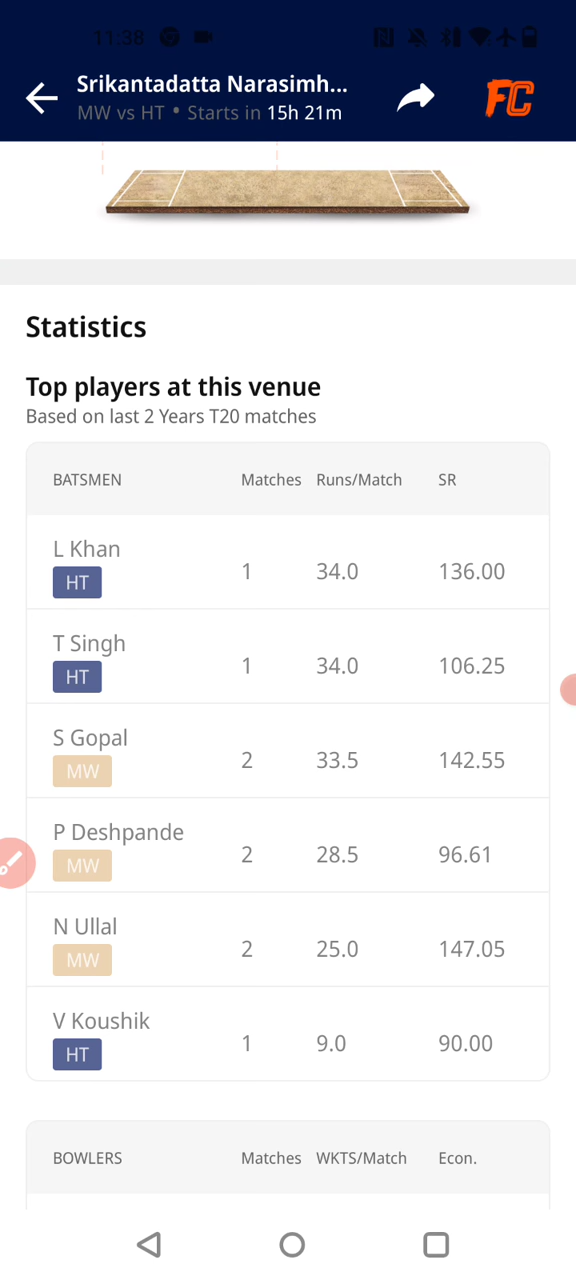 11:38
Srikantadatta Narasimh...
MW vs HT • Starts in 15h 21m
FC
Statistics
Top players at this venue
Based on last 2 Years T20 matches
BATSMEN Matches Runs/Match SR
L Khan
HT 1 34.0 136.00
T Singh
HT 1 34.0 106.25
S Gopal
MW 2 33.5 142.55
P Deshpande
MW 2 28.5 96.61
N Ullal
MW 2 25.0 147.05
V Koushik
HT 1 9.0 90.00
BOWLERS Matches WKTS/Match Econ.